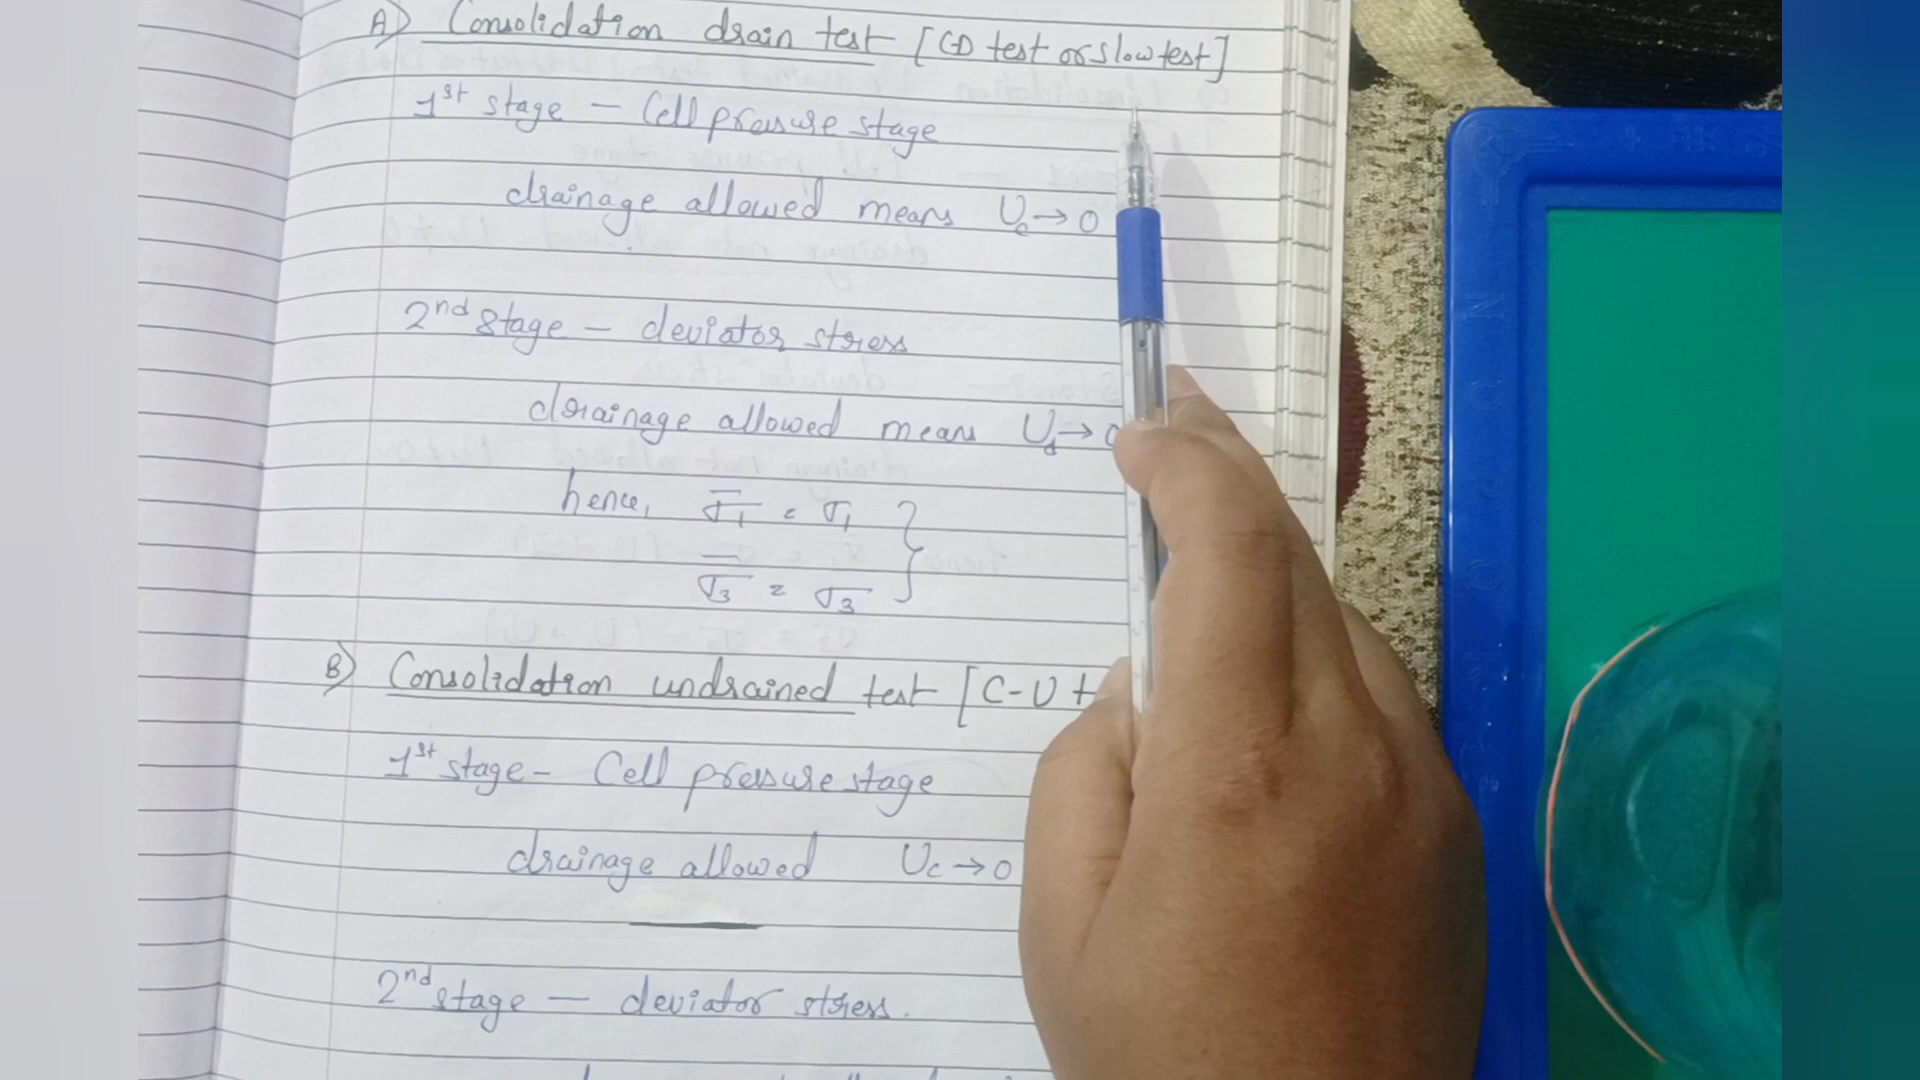 A) Consolidation drain test [CD test or slow test]
1st stage – Cell pressure stage
drainage allowed means Uc→0
2nd stage – deviator stress
drainage allowed means Ud→0
hence, σ̅1 = σ1
σ̅3 = σ3
B) Consolidation undrained test [C-U t
1st stage – Cell pressure stage
drainage allowed Uc→0
2nd stage — deviator stress.